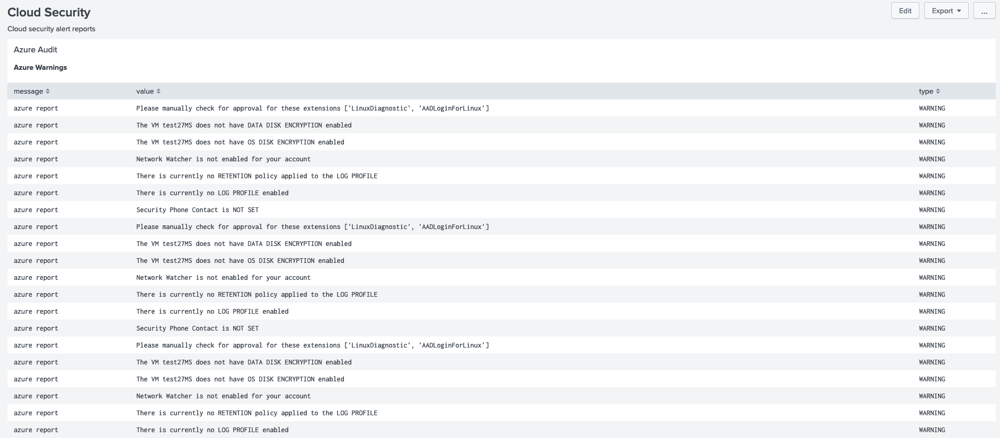 Cloud Security
Edit Export ...
Cloud security alert reports
Azure Audit
Azure Warnings
message value type
azure report Please manually check for approval for these extensions ['LinuxDiagnostic', 'AADLoginForLinux'] WARNING
azure report The VM test27MS does not have DATA DISK ENCRYPTION enabled WARNING
azure report The VM test27MS does not have OS DISK ENCRYPTION enabled WARNING
azure report Network Watcher is not enabled for your account WARNING
azure report There is currently no RETENTION policy applied to the LOG PROFILE WARNING
azure report There is currently no LOG PROFILE enabled WARNING
azure report Security Phone Contact is NOT SET WARNING
azure report Please manually check for approval for these extensions ['LinuxDiagnostic', 'AADLoginForLinux'] WARNING
azure report The VM test27MS does not have DATA DISK ENCRYPTION enabled WARNING
azure report The VM test27MS does not have OS DISK ENCRYPTION enabled WARNING
azure report Network Watcher is not enabled for your account WARNING
azure report There is currently no RETENTION policy applied to the LOG PROFILE WARNING
azure report There is currently no LOG PROFILE enabled WARNING
azure report Security Phone Contact is NOT SET WARNING
azure report Please manually check for approval for these extensions ['LinuxDiagnostic', 'AADLoginForLinux'] WARNING
azure report The VM test27MS does not have DATA DISK ENCRYPTION enabled WARNING
azure report The VM test27MS does not have OS DISK ENCRYPTION enabled WARNING
azure report Network Watcher is not enabled for your account WARNING
azure report There is currently no RETENTION policy applied to the LOG PROFILE WARNING
azure report There is currently no LOG PROFILE enabled WARNING